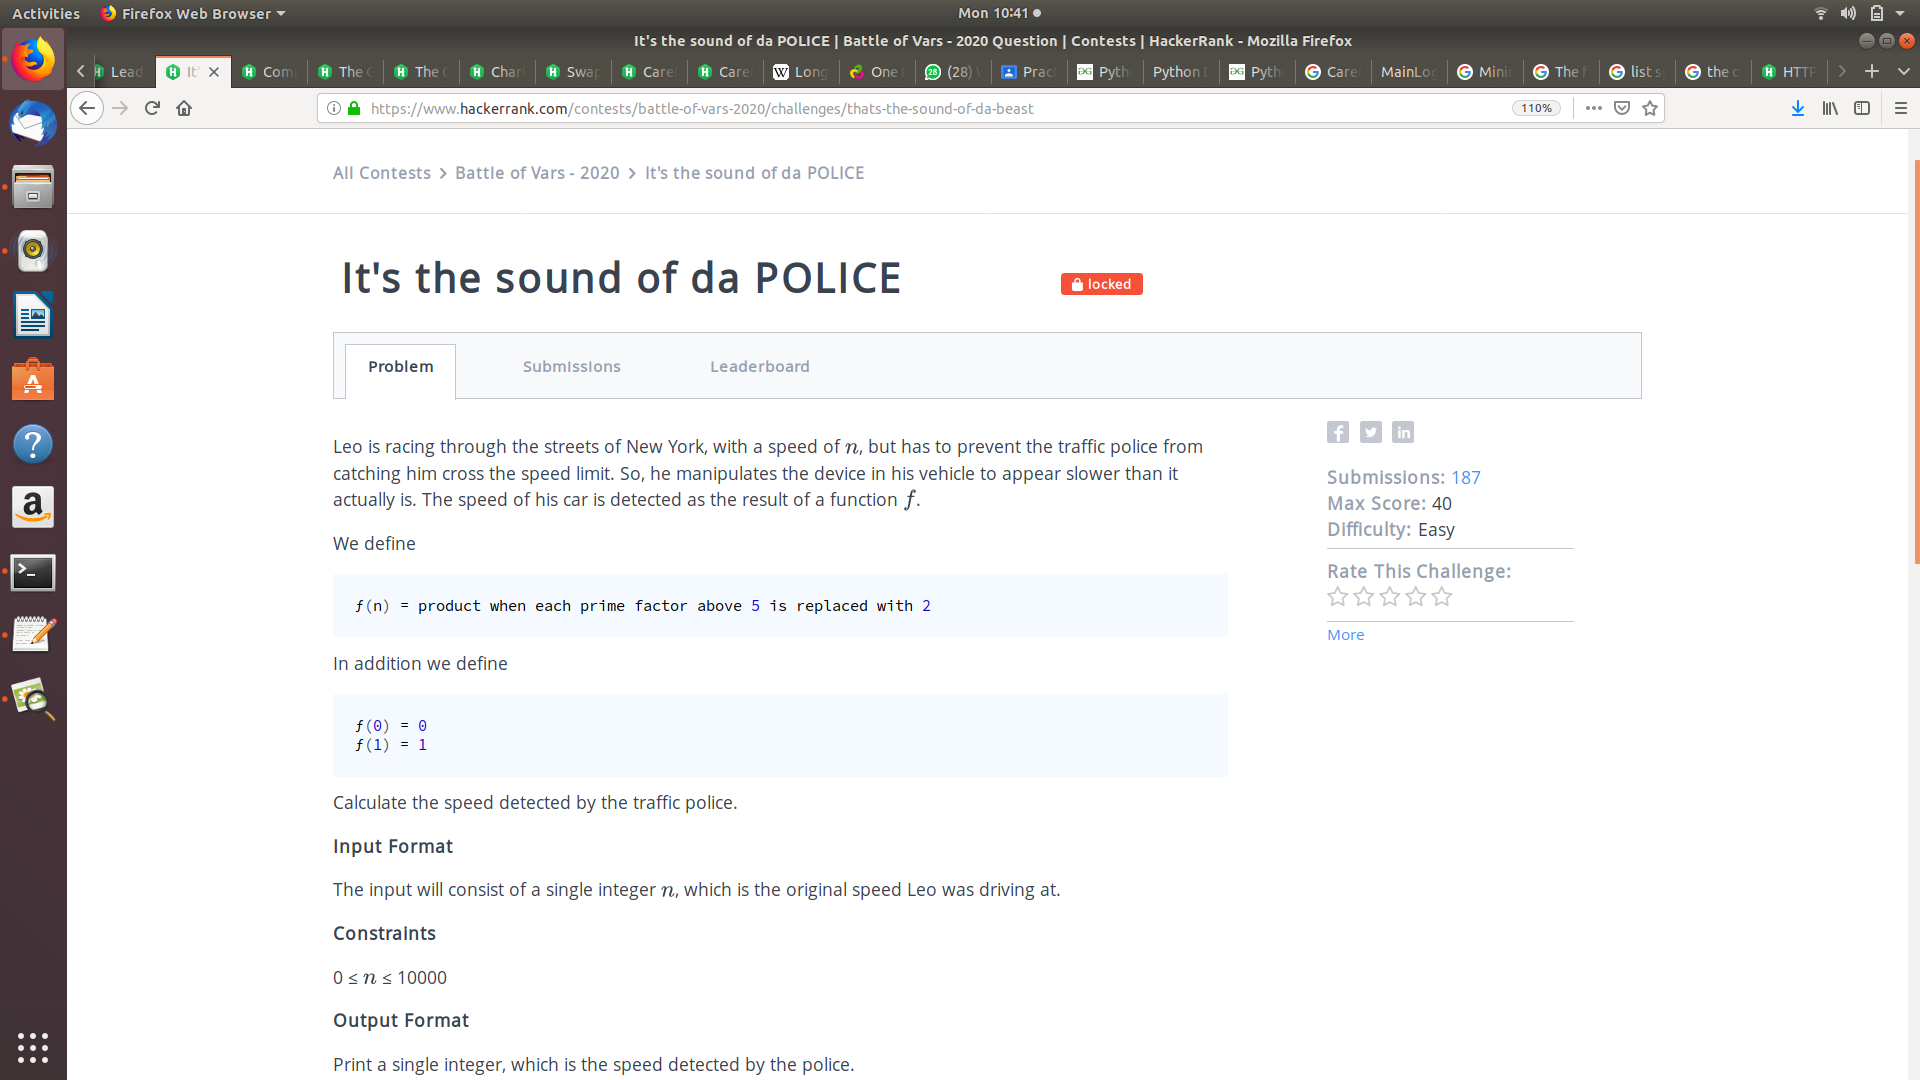 Activities
Firefox Web Browser
Mon 10:41
It's the sound of da POLICE | Battle of Vars - 2020 Question | Contests | HackerRank - Mozilla Firefox
Lead
It'
Com
The
The
Char
Swap
Care
Care
Long
One
(28)
Prac
Pyth
Python
Pyth
Care
MainLo
Mini
The f
list s
the c
HTTP
https://www.hackerrank.com/contests/battle-of-vars-2020/challenges/thats-the-sound-of-da-beast
110%
All Contests > Battle of Vars - 2020 > It's the sound of da POLICE
It's the sound of da POLICE
locked
Problem
Submissions
Leaderboard
Leo is racing through the streets of New York, with a speed of n, but has to prevent the traffic police from
catching him cross the speed limit. So, he manipulates the device in his vehicle to appear slower than it
actually is. The speed of his car is detected as the result of a function f.
We define
f(n) = product when each prime factor above 5 is replaced with 2
In addition we define
f(0) = 0
f(1) = 1
Calculate the speed detected by the traffic police.
Input Format
The input will consist of a single integer n, which is the original speed Leo was driving at.
Constraints
0 ≤ n ≤ 10000
Output Format
Print a single integer, which is the speed detected by the police.
Submissions: 187
Max Score: 40
Difficulty: Easy
Rate This Challenge:
More